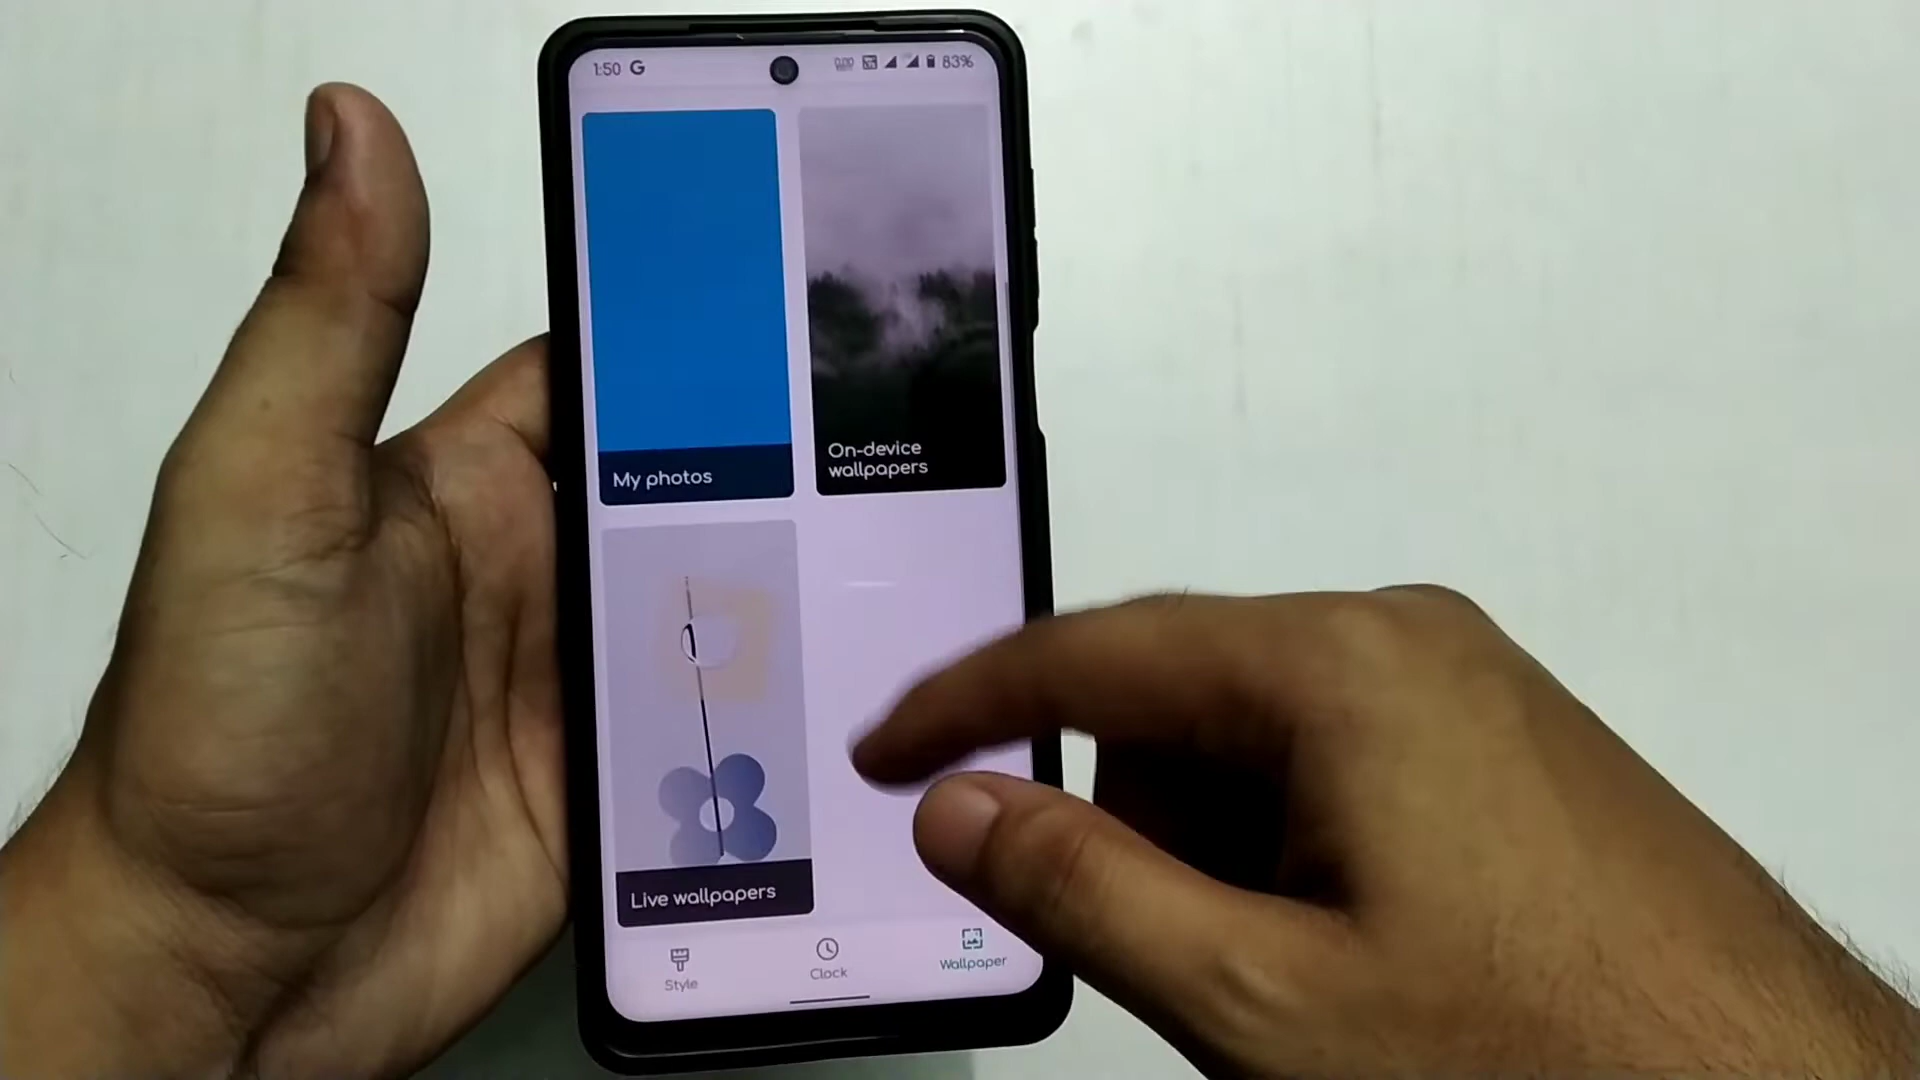 1:50 G
83%
My photos
On-device
wallpapers
Live wallpapers
Style
Clock
Wallpaper